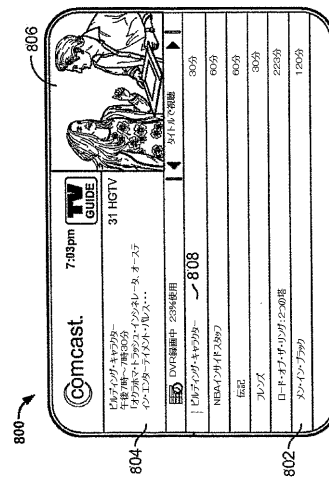 800
806
comcast. 7:03pm TV GUIDE
ビルディング・キャラクター 31 HGTV
午後7時~7時30分
「オクラホマ・トラッシュ・インシネレータ、オーステ
イン・エンターテイメント・パレス・・・
804
DVR録画中 23%使用 タイトルで視聴
ビルディング・キャラクター 808 30分
NBAインサイドスタッフ 60分
伝記 60分
フレンズ 30分
ロード・オブ・ザ・リング:2つの塔 223分
メン・イン・ブラック 120分
802